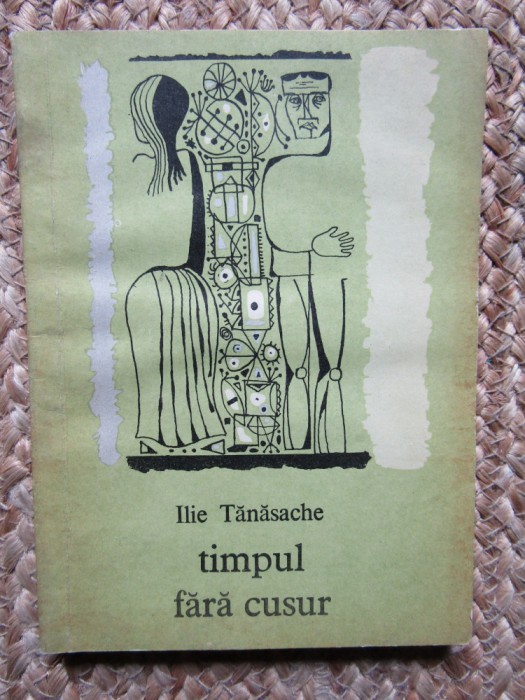 Ilie Tănăsache
timpul
fără cusur